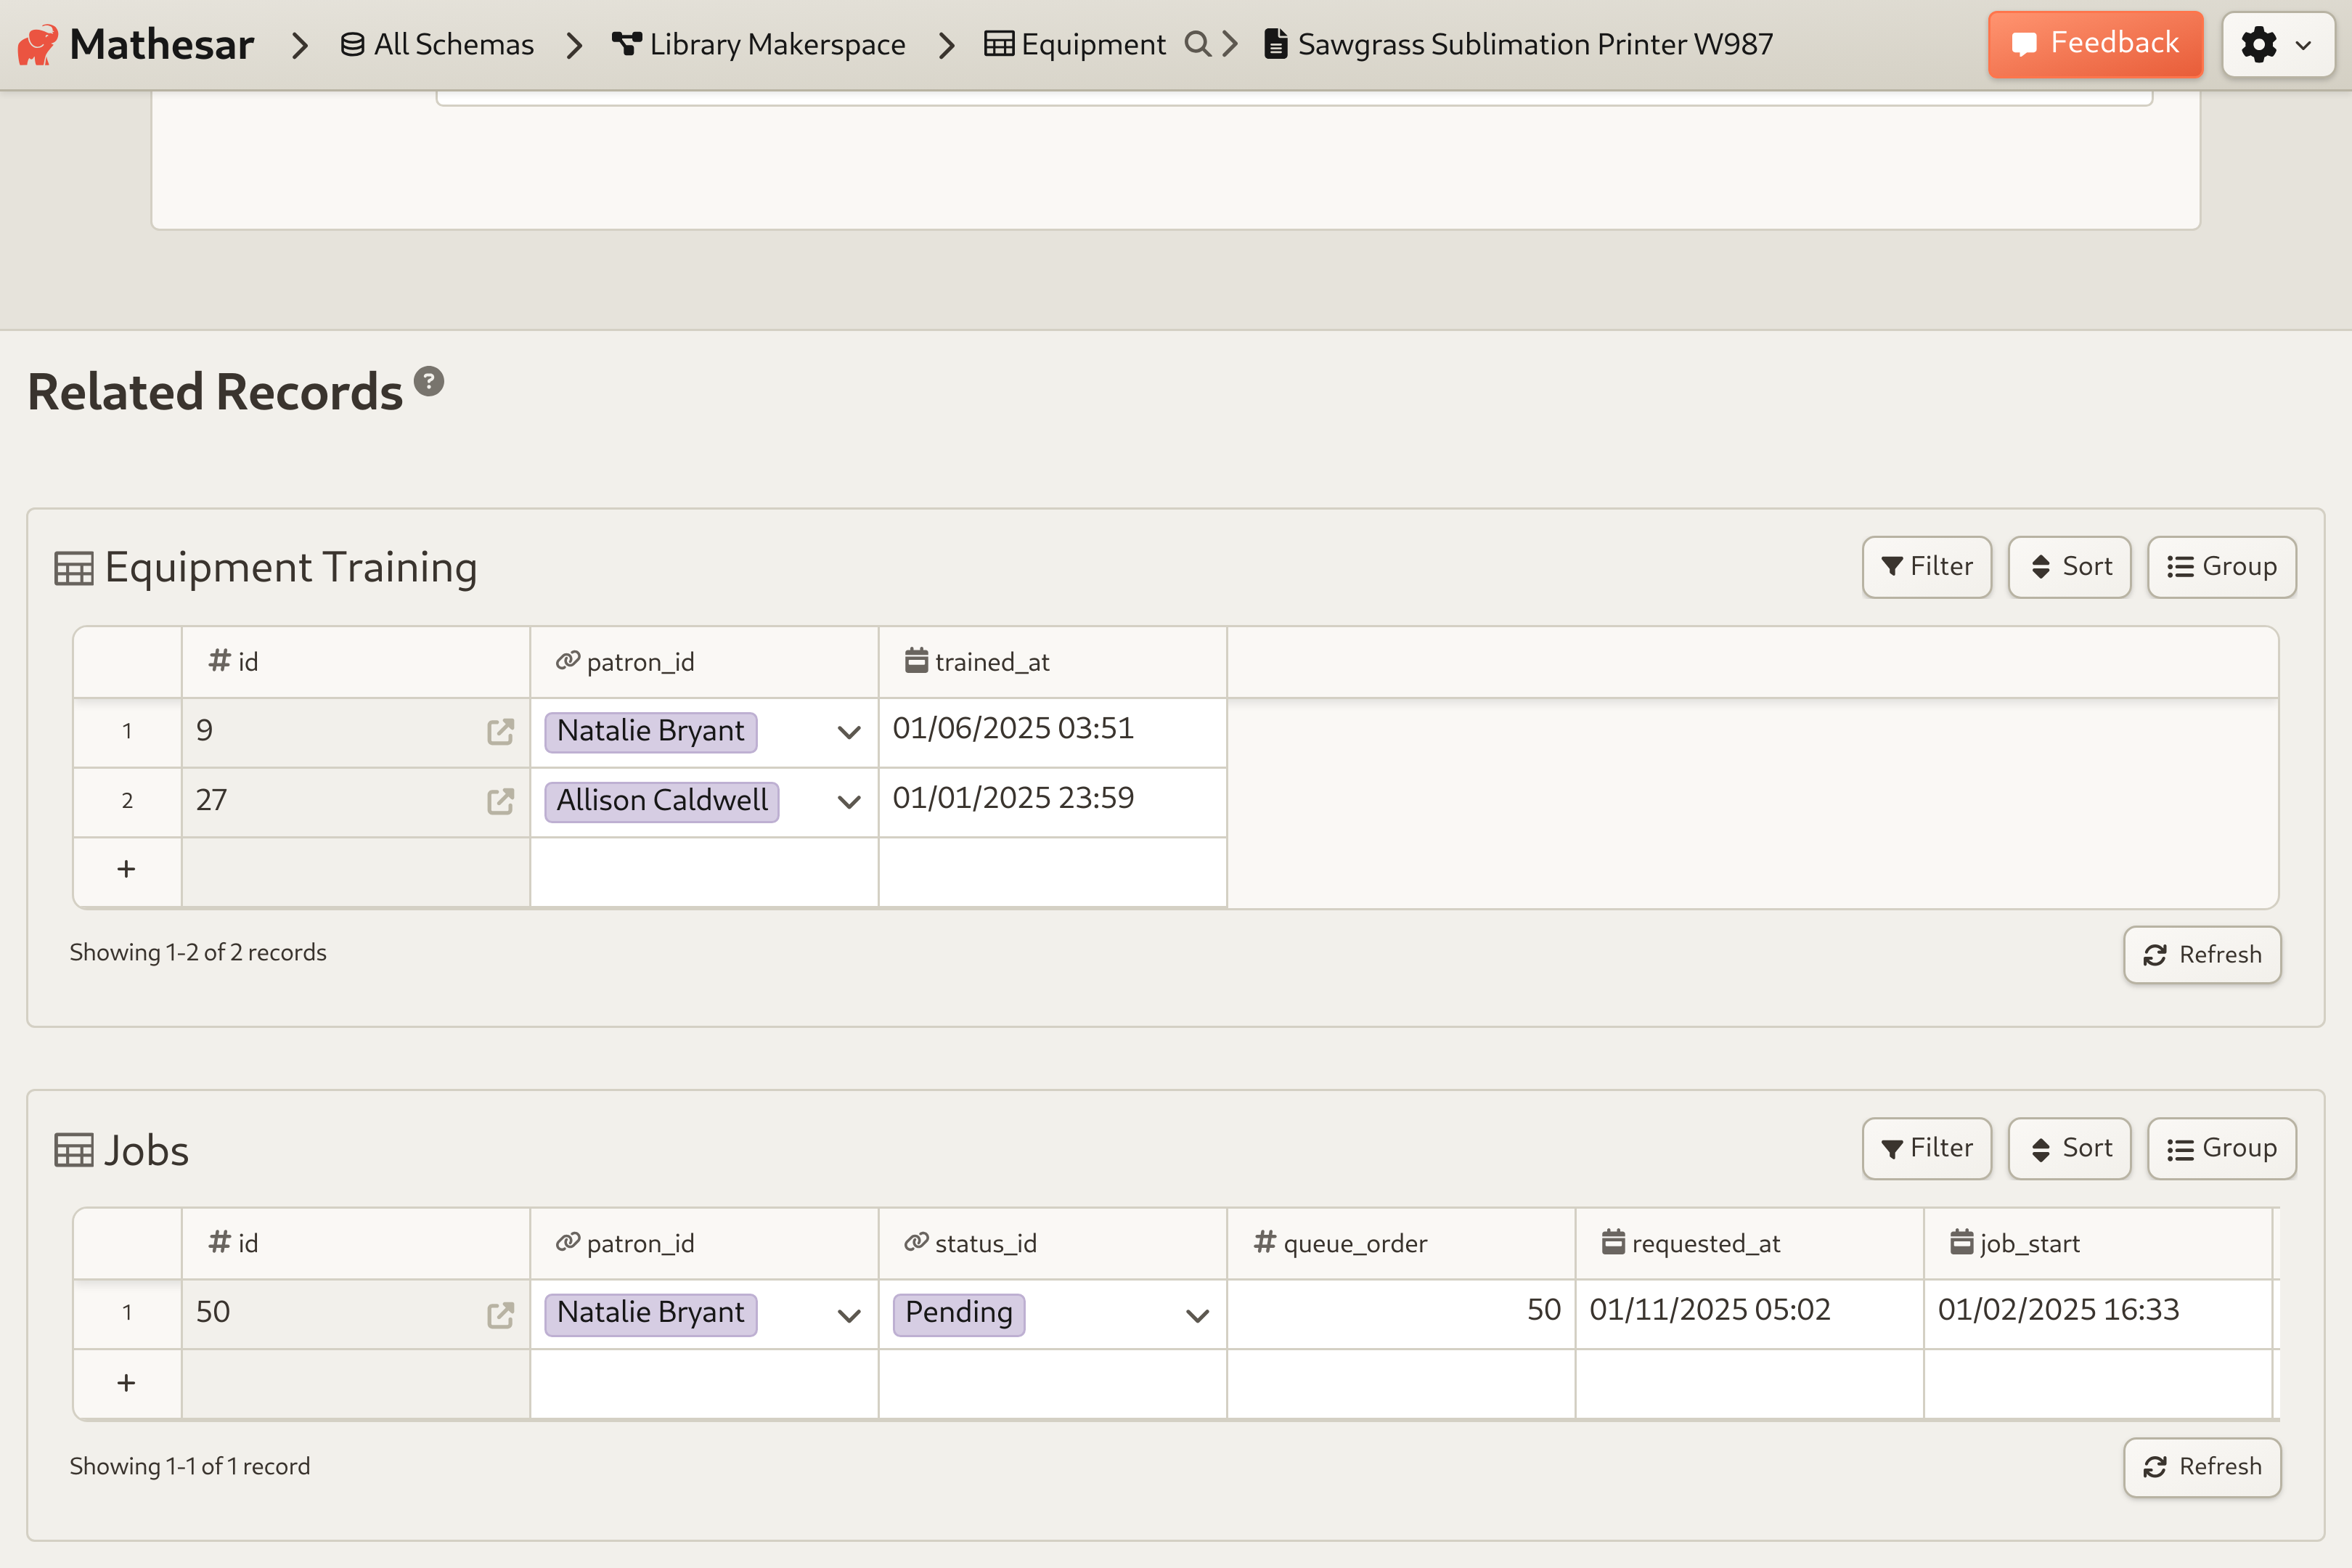 Mathesar All Schemas Library Makerspace Equipment Sawgrass Sublimation Printer W987 Feedback
Related Records ?
Equipment Training Filter Sort Group
# id patron_id trained_at
1 9 Natalie Bryant 01/06/2025 03:51
2 27 Allison Caldwell 01/01/2025 23:59
+
Showing 1-2 of 2 records Refresh
Jobs Filter Sort Group
# id patron_id status_id # queue_order requested_at job_start
1 50 Natalie Bryant Pending 50 01/11/2025 05:02 01/02/2025 16:33
+
Showing 1-1 of 1 record Refresh